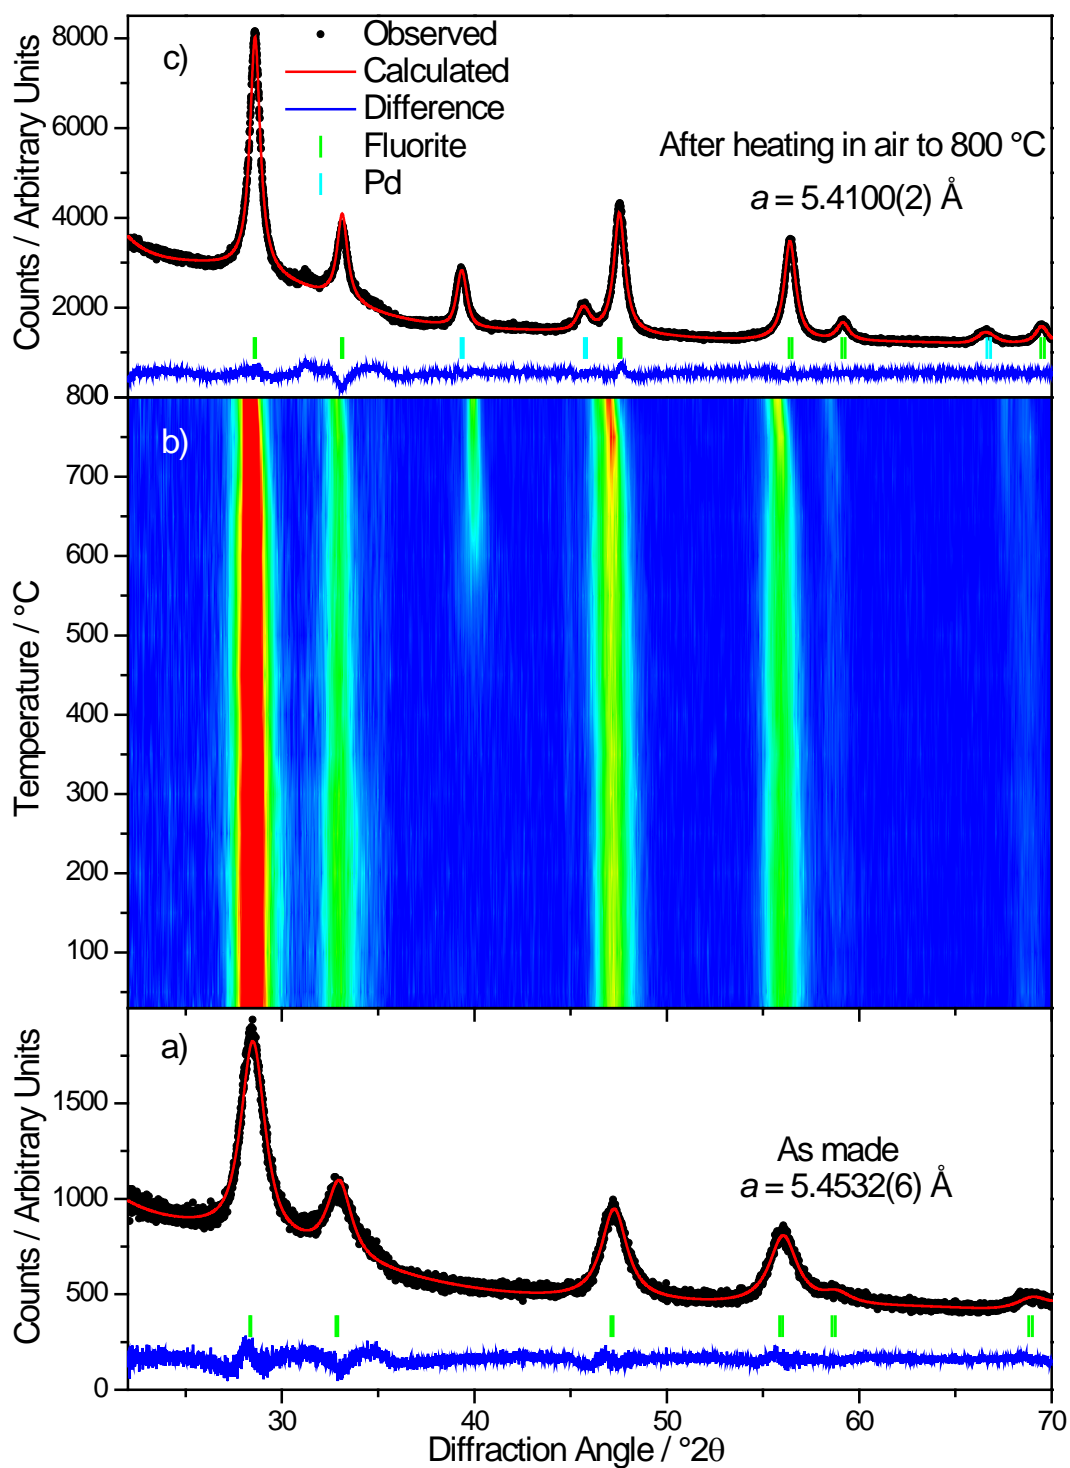 c)
Observed
Calculated
Difference
Fluorite
Pd
After heating in air to 800 °C
a = 5.4100(2) Å
Counts / Arbitrary Units
8000
6000
4000
2000
800
b)
700
600
500
400
300
200
100
Temperature / °C
a)
As made
a = 5.4532(6) Å
Counts / Arbitrary Units
1500
1000
500
0
30
40
50
60
70
Diffraction Angle / °2θ